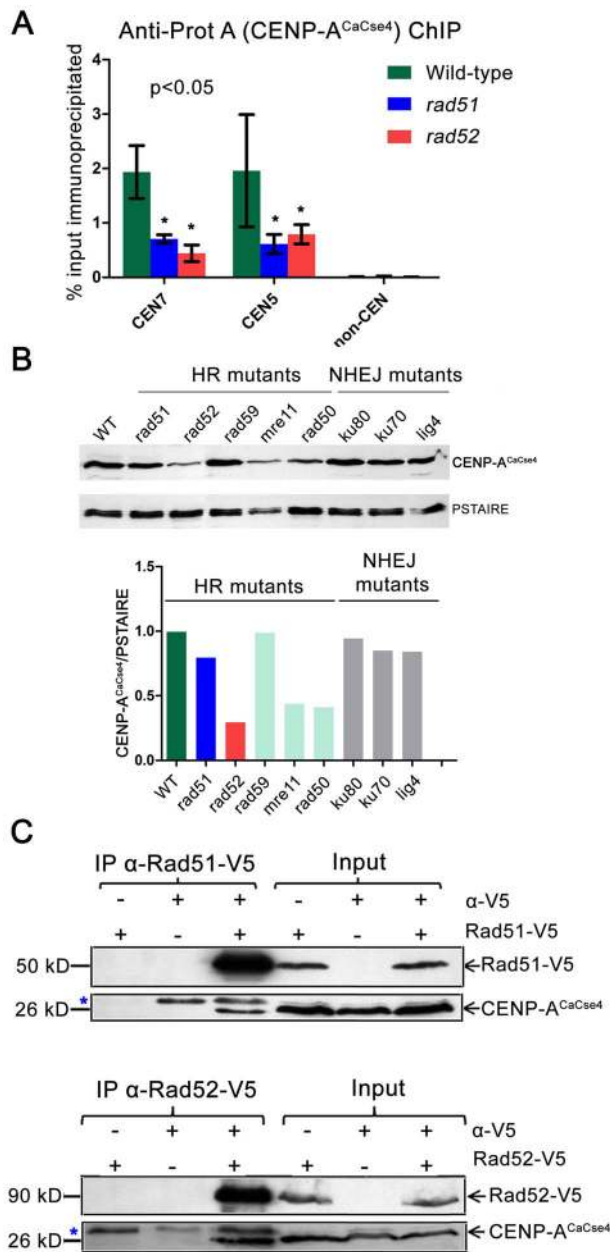 A
Anti-Prot A (CENP-A^CaCse4) ChIP
% input immunoprecipitated
4
3
2
1
0
p<0.05
Wild-type
rad51
rad52
* *
* *
CEN7 CEN5 non-CEN
B
HR mutants NHEJ mutants
WT rad51 rad52 rad59 mre11 rad50 ku80 ku70 lig4
CENP-A^CaCse4
PSTAIRE
CENP-A^CaCse4/PSTAIRE
1.5
1.0
0.5
0.0
HR mutants
NHEJ
mutants
WT rad51 rad52 rad59 mre11 rad50 ku80 ku70 lig4
C
IP α-Rad51-V5 Input
- + + - + + α-V5
+ - + + - + Rad51-V5
50 kD ←Rad51-V5
* 26 kD ←CENP-A^CaCse4
IP α-Rad52-V5 Input
- + + - + + α-V5
+ - + + - + Rad52-V5
90 kD ←Rad52-V5
* 26 kD ←CENP-A^CaCse4